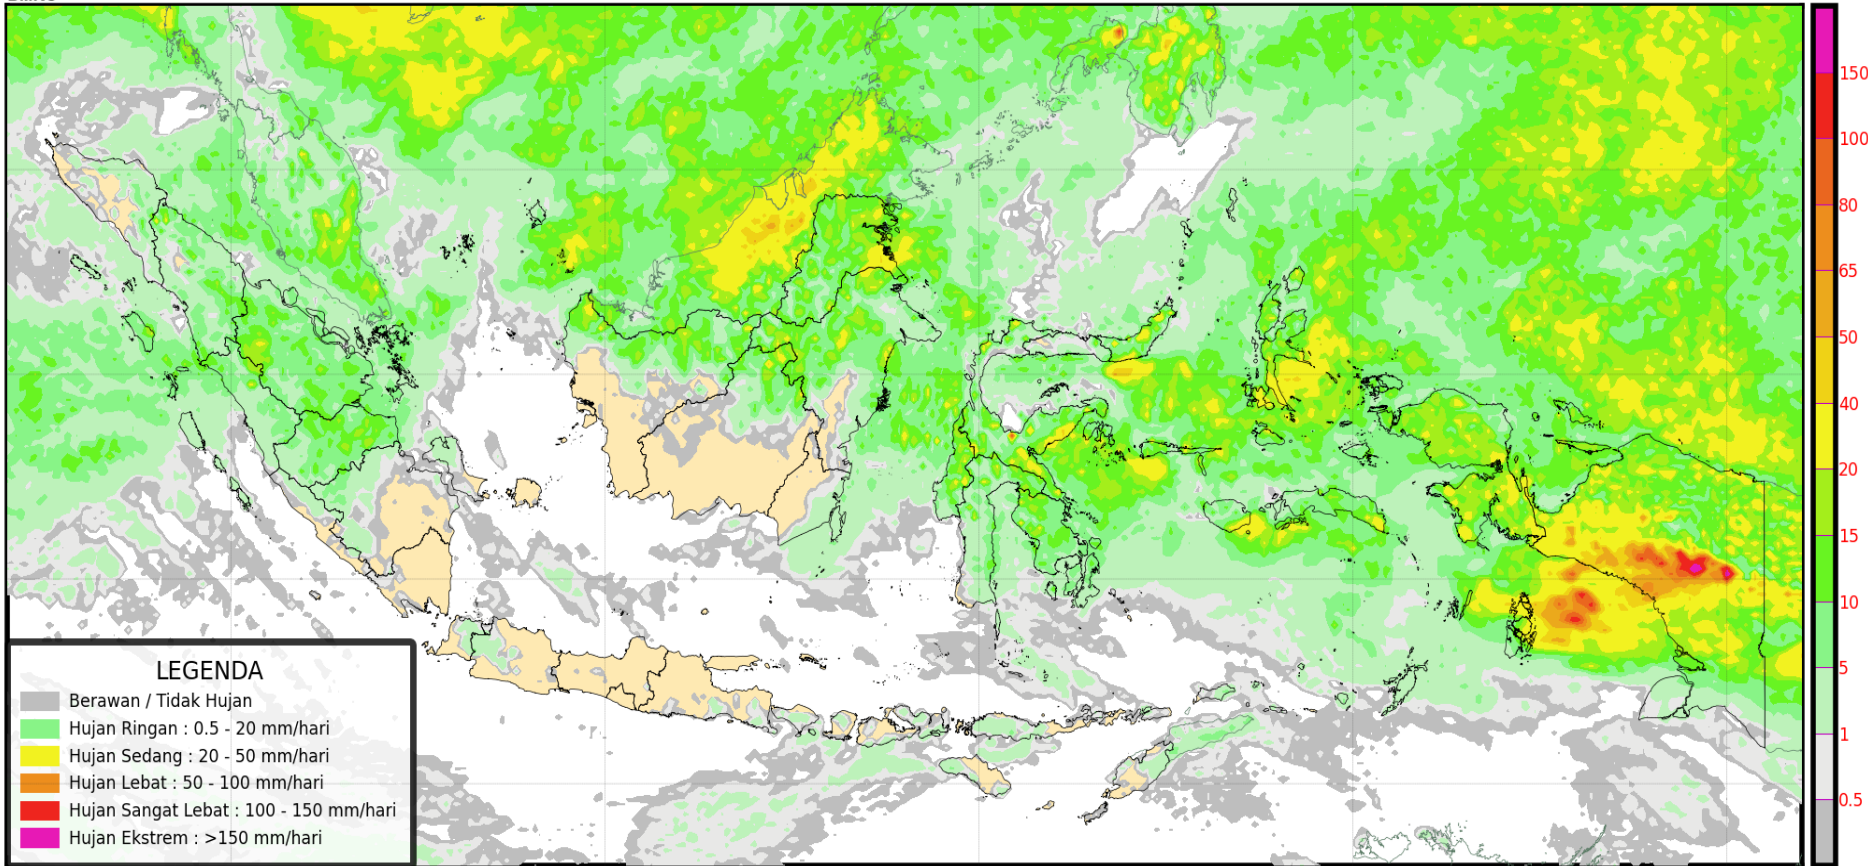 LEGENDA
Berawan / Tidak Hujan
Hujan Ringan : 0.5 - 20 mm/hari
Hujan Sedang : 20 - 50 mm/hari
Hujan Lebat : 50 - 100 mm/hari
Hujan Sangat Lebat : 100 - 150 mm/hari
Hujan Ekstrem : >150 mm/hari
150
100
80
65
50
40
20
15
10
5
1
0.5